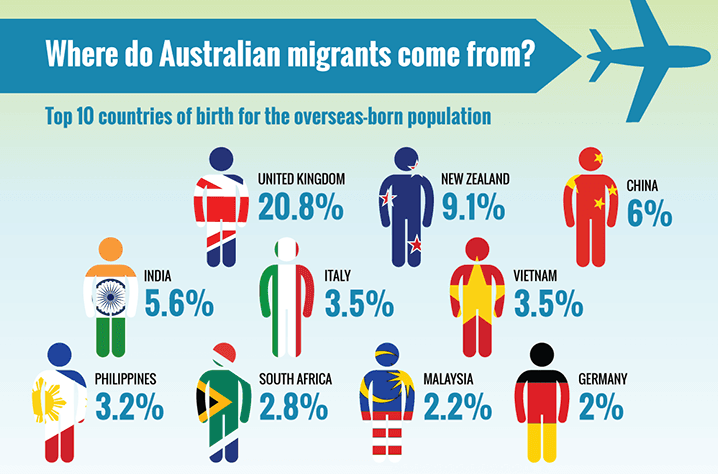 Where do Australian migrants come from?
Top 10 countries of birth for the overseas-born population
UNITED KINGDOM
20.8%
NEW ZEALAND
9.1%
CHINA
6%
INDIA
5.6%
ITALY
3.5%
VIETNAM
3.5%
PHILIPPINES
3.2%
SOUTH AFRICA
2.8%
MALAYSIA
2.2%
GERMANY
2%